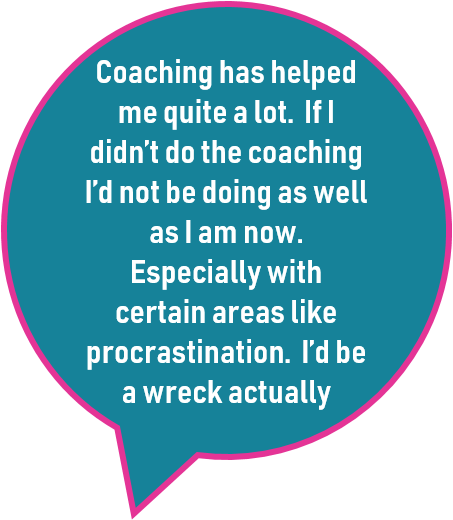 Coaching has helped
me quite a lot.  If I
didn’t do the coaching
I’d not be doing as well
as I am now.
Especially with
certain areas like
procrastination.  I’d be
a wreck actually